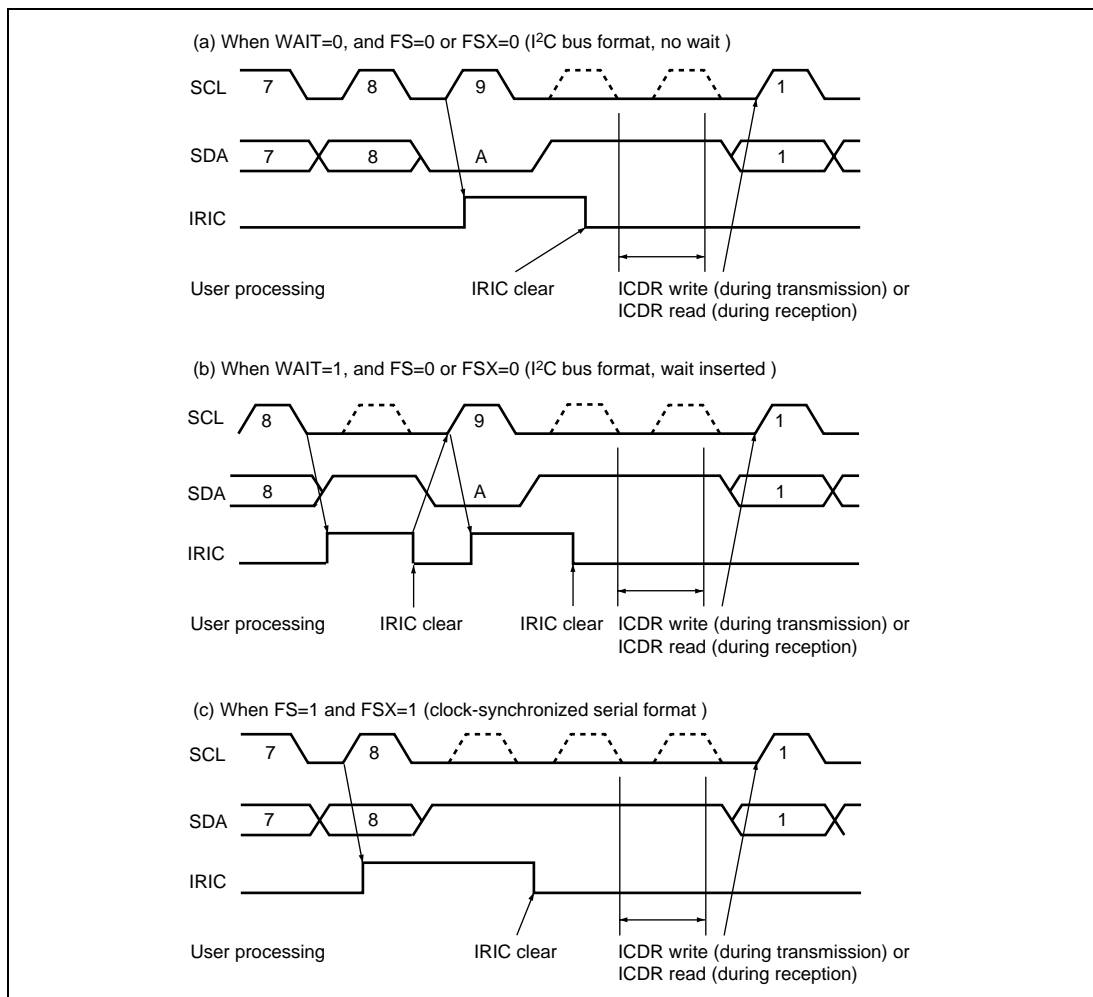 (a) When WAIT=0, and FS=0 or FSX=0 (I²C bus format, no wait )
SCL 7 8 9 1
SDA 7 8 A 1
IRIC
User processing IRIC clear ICDR write (during transmission) or
ICDR read (during reception)
(b) When WAIT=1, and FS=0 or FSX=0 (I²C bus format, wait inserted )
SCL 8 9 1
SDA 8 A 1
IRIC
User processing IRIC clear IRIC clear ICDR write (during transmission) or
ICDR read (during reception)
(c) When FS=1 and FSX=1 (clock-synchronized serial format )
SCL 7 8 1
SDA 7 8 1
IRIC
User processing IRIC clear ICDR write (during transmission) or
ICDR read (during reception)